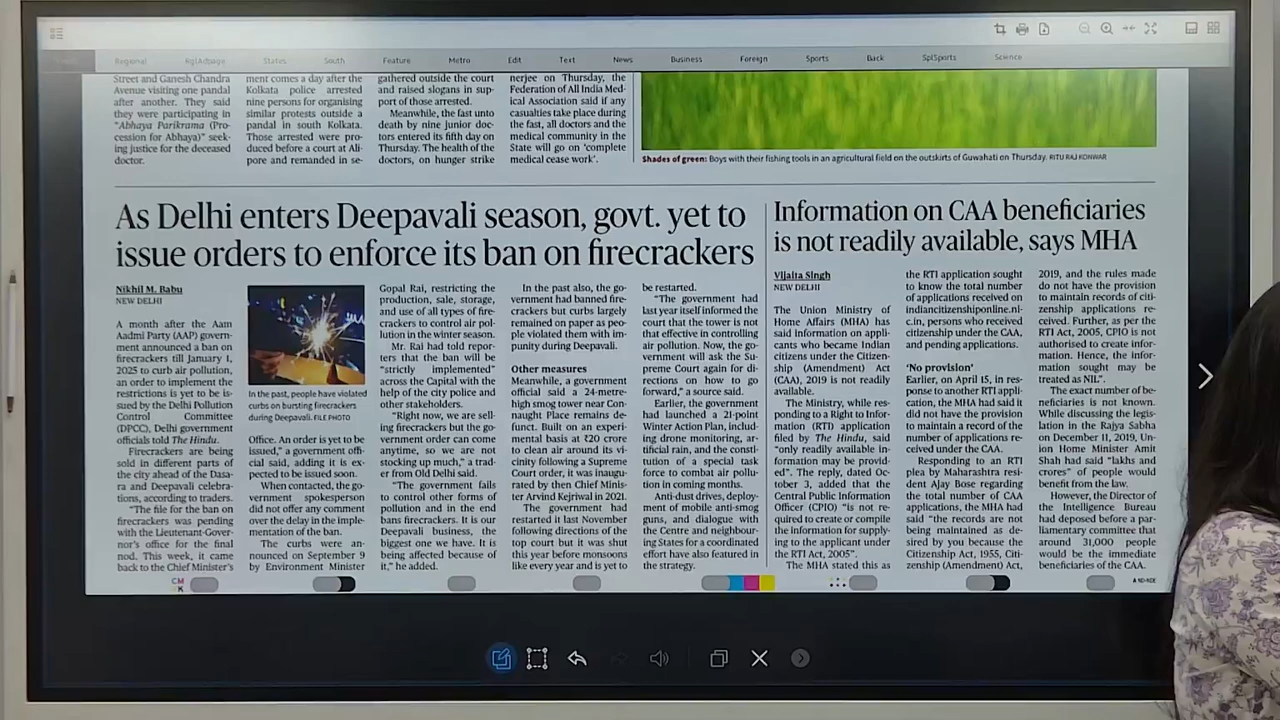 Regional
States
South
Feature
Metro
Edit
Text
News
Business
Foreign
Sports
Back
SplSports
Science
Street and Ganesh Chandra
Avenue visiting one pandal
after another. They said
they were participating in
"Abhaya Parikrama (Pro-
cession for Abhaya)" seek-
ing justice for the deceased
doctor.
ment comes a day after the
Kolkata police arrested
nine persons for organising
similar protests outside a
pandal in south Kolkata.
Those arrested were pro-
duced before a court at Ali-
pore and remanded in se-
gathered outside the court
and raised slogans in sup-
port of those arrested.
Meanwhile, the fast unto
death by nine junior doc-
tors entered its fifth day on
Thursday. The health of the
doctors, on hunger strike
nerjee on Thursday, the
Federation of All India Med-
ical Association said if any
casualties take place during
the fast, all doctors and the
medical community in the
State will go on 'complete
medical cease work'.
Shades of green: Boys with their fishing tools in an agricultural field on the outskirts of Guwahati on Thursday. RITU RAJ KONWAR
As Delhi enters Deepavali season, govt. yet to
issue orders to enforce its ban on firecrackers
Nikhil M. Babu
NEW DELHI
A month after the Aam
Aadmi Party (AAP) govern-
ment announced a ban on
firecrackers till January 1,
2025 to curb air pollution,
an order to implement the
restrictions is yet to be is-
sued by the Delhi Pollution
Control Committee
(DPCC), Delhi government
officials told The Hindu.
Firecrackers are being
sold in different parts of
the city ahead of the Dasa-
ra and Deepavali celebra-
tions, according to traders.
"The file for the ban on
firecrackers was pending
with the Lieutenant-Gover-
nor's office for the final
nod. This week, it came
back to the Chief Minister's
In the past, people have violated
curbs on bursting firecrackers
during Deepavali. FILE PHOTO
Office. An order is yet to be
issued," a government offi-
cial said, adding it is ex-
pected to be issued soon.
When contacted, the go-
vernment spokesperson
did not offer any comment
over the delay in the imple-
mentation of the ban.
The curbs were an-
nounced on September 9
by Environment Minister
Gopal Rai, restricting the
production, sale, storage,
and use of all types of fire-
crackers to control air pol-
lution in the winter season.
Mr. Rai had told repor-
ters that the ban will be
"strictly implemented"
across the Capital with the
help of the city police and
other stakeholders.
"Right now, we are sell-
ing firecrackers but the go-
vernment order can come
anytime, so we are not
stocking up much," a trad-
er from Old Delhi said.
"The government fails
to control other forms of
pollution and in the end
bans firecrackers. It is our
Deepavali business, the
biggest one we have. It is
being affected because of
it," he added.
In the past also, the go-
vernment had banned fire-
crackers but curbs largely
remained on paper as peo-
ple violated them with im-
punity during Deepavali.
Other measures
Meanwhile, a government
official said a 24-metre-
high smog tower near Con-
naught Place remains de-
funct. Built on an experi-
mental basis at ₹20 crore
to clean air around its vi-
cinity following a Supreme
Court order, it was inaugu-
rated by then Chief Minis-
ter Arvind Kejriwal in 2021.
The government had
restarted it last November
following directions of the
top court but it was shut
this year before monsoons
like every year and is yet to
be restarted.
"The government had
last year itself informed the
court that the tower is not
that effective in controlling
air pollution. Now, the go-
vernment will ask the Su-
preme Court again for di-
rections on how to go
forward," a source said.
Earlier, the government
had launched a 21-point
Winter Action Plan, includ-
ing drone monitoring, ar-
tificial rain, and the consti-
tution of a special task
force to combat air pollu-
tion in coming months.
Anti-dust drives, deploy-
ment of mobile anti-smog
guns, and dialogue with
the Centre and neighbour-
ing States for a coordinated
effort have also featured in
the strategy.
Information on CAA beneficiaries
is not readily available, says MHA
Vijaita Singh
NEW DELHI
The Union Ministry of
Home Affairs (MHA) has
said information on appli-
cants who became Indian
citizens under the Citizen-
ship (Amendment) Act
(CAA), 2019 is not readily
available.
The Ministry, while res-
ponding to a Right to Infor-
mation (RTI) application
filed by The Hindu, said
"only readily available in-
formation may be provid-
ed". The reply, dated Oc-
tober 3, added that the
Central Public Information
Officer (CPIO) "is not re-
quired to create or compile
the information for supply-
ing to the applicant under
the RTI Act, 2005".
The MHA stated this as
the RTI application sought
to know the total number
of applications received on
indiancitizenshiponline.ni-
c.in, persons who received
citizenship under the CAA,
and pending applications.
'No provision'
Earlier, on April 15, in res-
ponse to another RTI appli-
cation, the MHA had said it
did not have the provision
to maintain a record of the
number of applications re-
ceived under the CAA.
Responding to an RTI
plea by Maharashtra resi-
dent Ajay Bose regarding
the total number of CAA
applications, the MHA had
said "the records are not
being maintained as de-
sired by you because the
Citizenship Act, 1955, Citi-
zenship (Amendment) Act,
2019, and the rules made
do not have the provision
to maintain records of citi-
zenship applications re-
ceived. Further, as per the
RTI Act, 2005, CPIO is not
authorised to create infor-
mation. Hence, the infor-
mation sought may be
treated as NIL".
The exact number of be-
neficiaries is not known.
While discussing the legis-
lation in the Rajya Sabha
on December 11, 2019, Un-
ion Home Minister Amit
Shah had said "lakhs and
crores" of people would
benefit from the law.
However, the Director of
the Intelligence Bureau
had deposed before a par-
liamentary committee that
around 31,000 people
would be the immediate
beneficiaries of the CAA.
CM
K